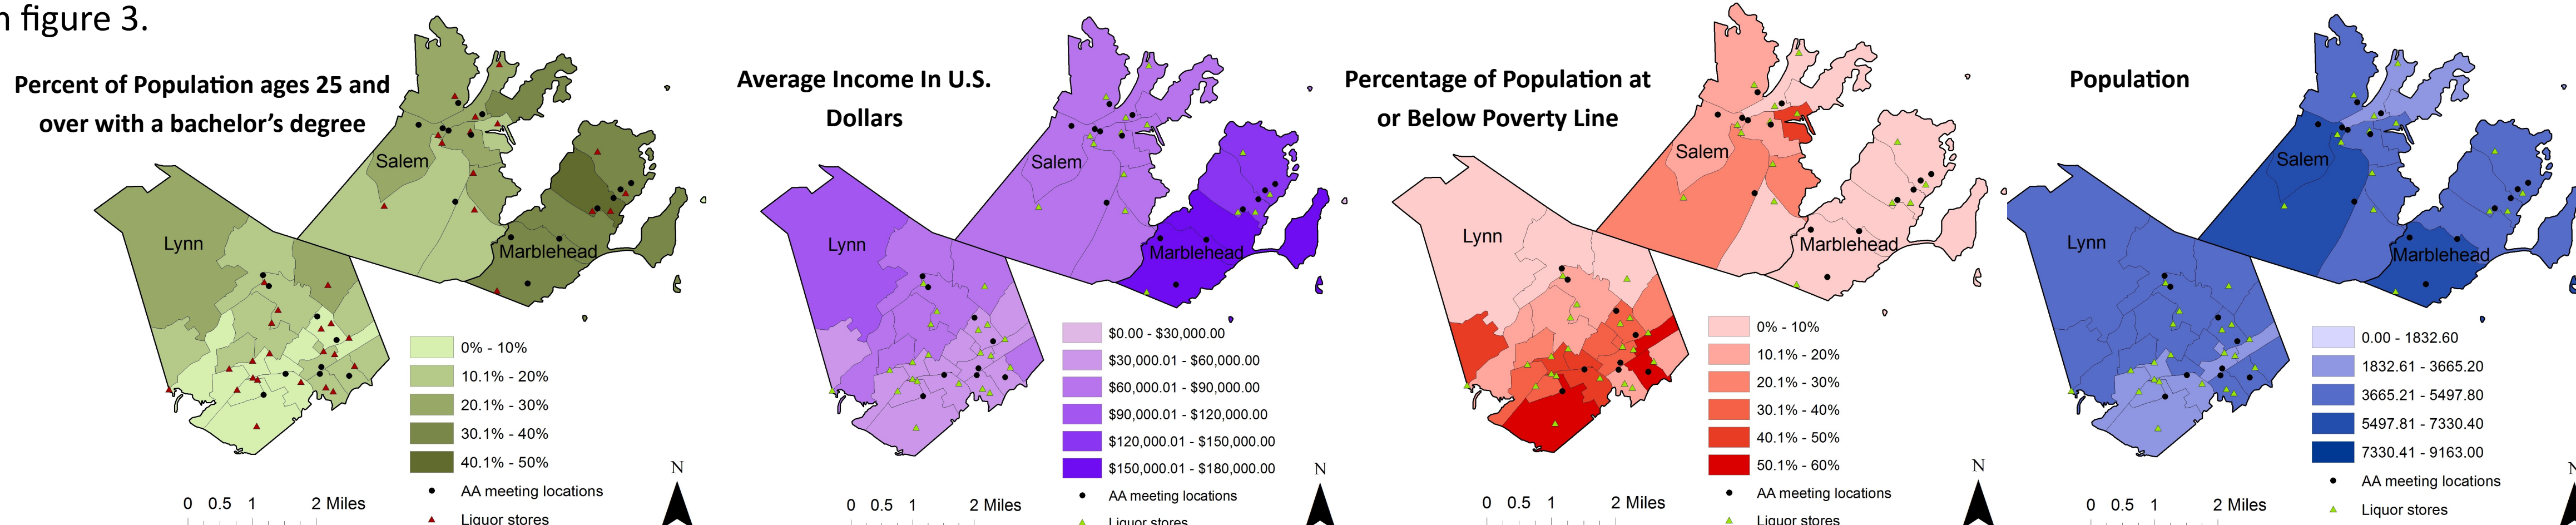 n figure 3.
Percent of Population ages 25 and
over with a bachelor's degree
Salem
Lynn
Marblehead
0% - 10%
10.1% - 20%
20.1% - 30%
30.1% - 40%
40.1% - 50%
AA meeting locations
Liquor stores
0 0.5 1 2 Miles
N
Average Income In U.S.
Dollars
Salem
Lynn
Marblehead
$0.00 - $30,000.00
$30,000.01 - $60,000.00
$60,000.01 - $90,000.00
$90,000.01 - $120,000.00
$120,000.01 - $150,000.00
$150,000.01 - $180,000.00
AA meeting locations
Liquor stores
0 0.5 1 2 Miles
N
Percentage of Population at
or Below Poverty Line
Salem
Lynn
Marblehead
0% - 10%
10.1% - 20%
20.1% - 30%
30.1% - 40%
40.1% - 50%
50.1% - 60%
AA meeting locations
Liquor stores
0 0.5 1 2 Miles
N
Population
Salem
Lynn
Marblehead
0.00 - 1832.60
1832.61 - 3665.20
3665.21 - 5497.80
5497.81 - 7330.40
7330.41 - 9163.00
AA meeting locations
Liquor stores
0 0.5 1 2 Miles
N